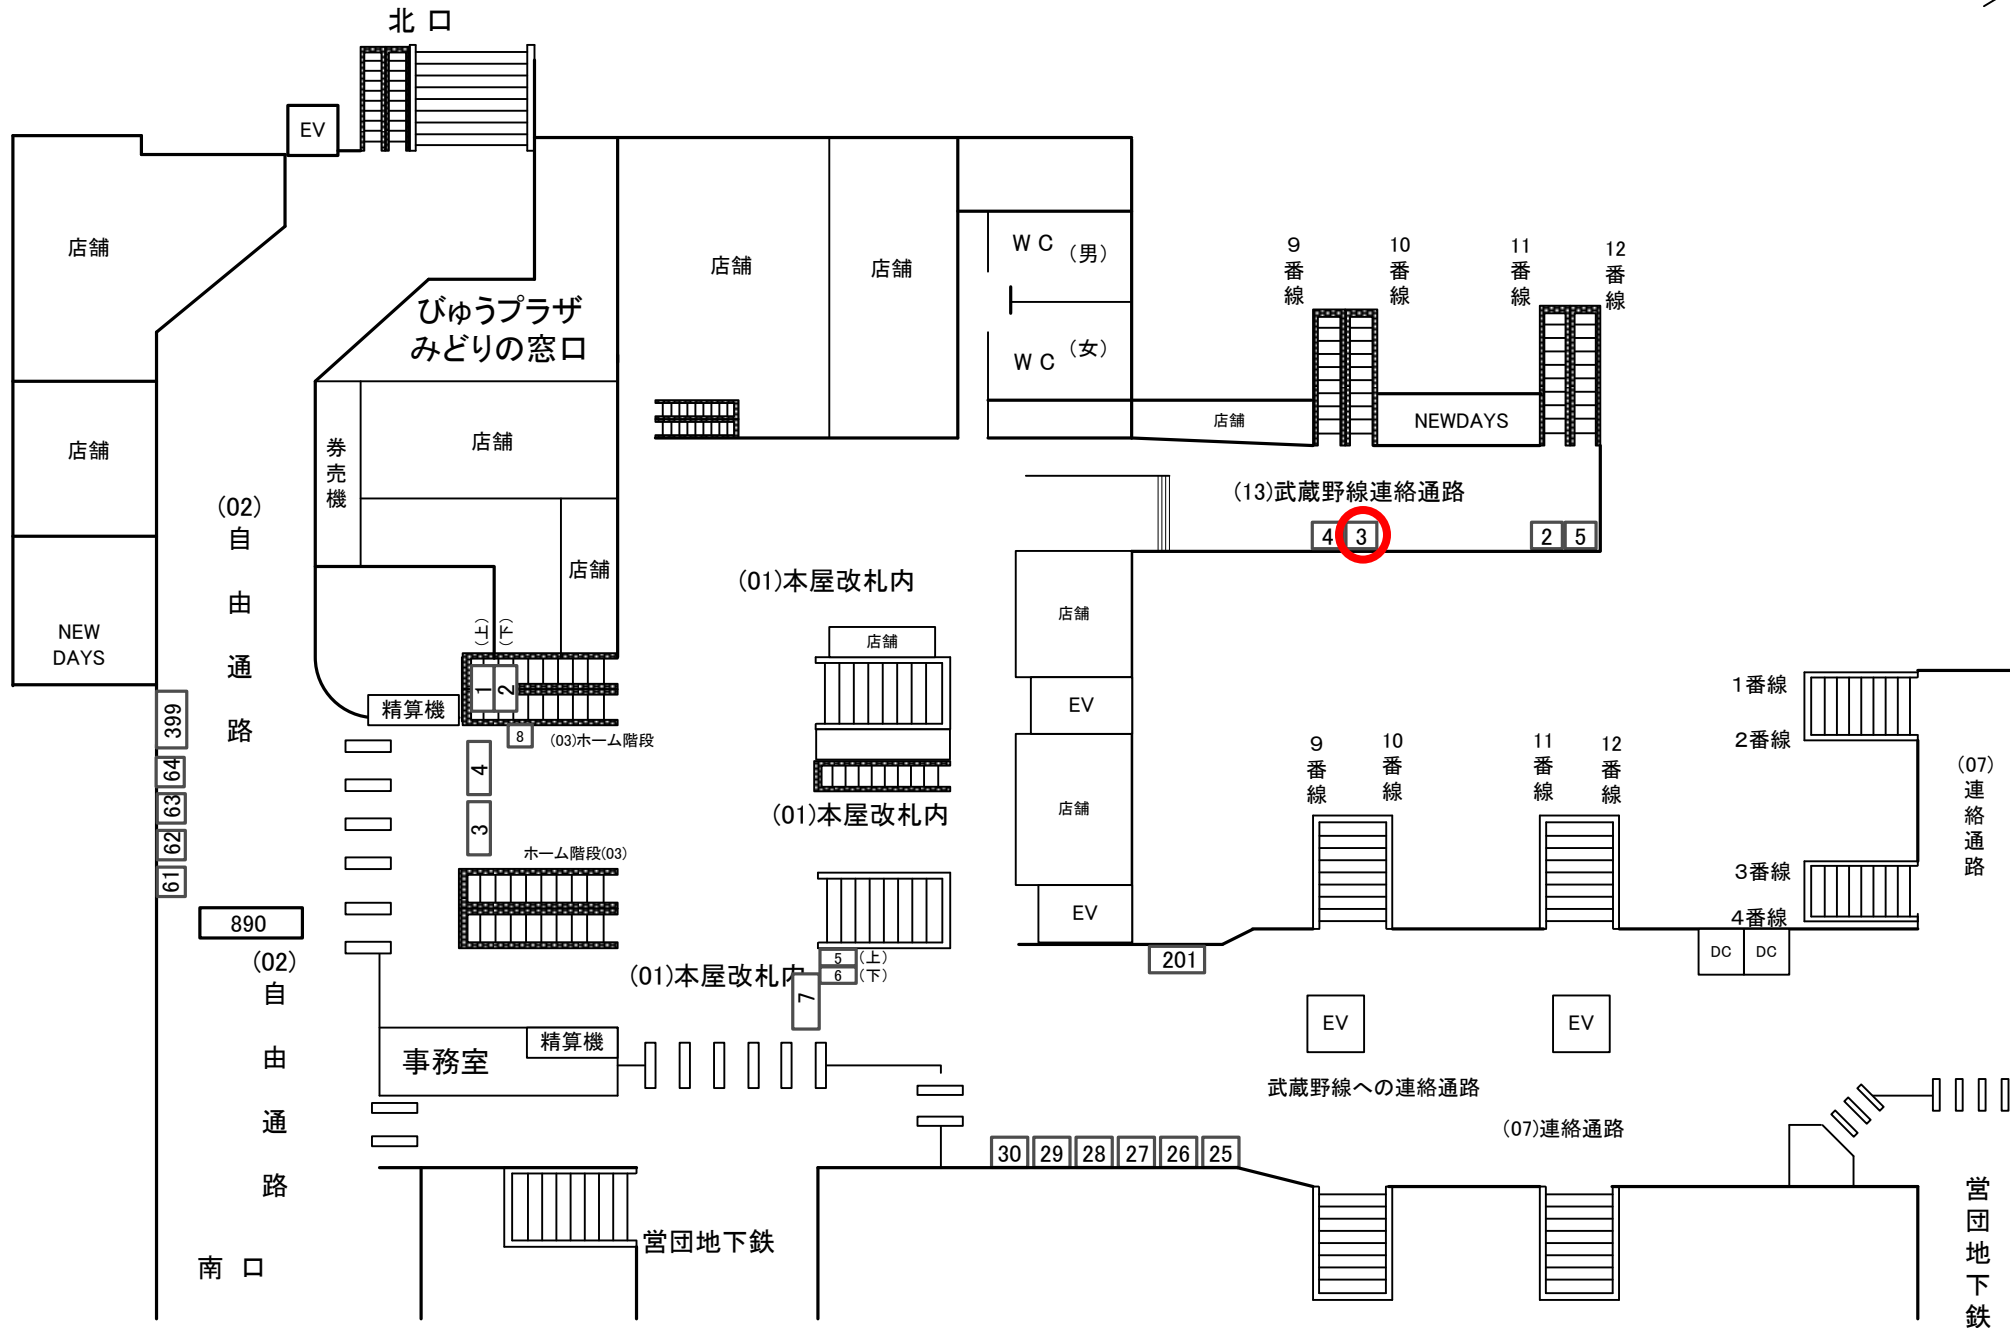 北 口
EV
店舗
びゅうプラザ
みどりの窓口
店舗
店舗
ＷＣ（男）
ＷＣ（女）
9番線
10番線
11番線
12番線
店舗
NEWDAYS
店舗
券売機
店舗
(13)武蔵野線連絡通路
4
3
2
5
(02)
自由通路
店舗
(01)本屋改札内
NEW
DAYS
店舗
店舗
(上)
(下)
1
2
精算機
8
(03)ホーム階段
EV
1番線
2番線
399
64
63
62
61
4
3
(01)本屋改札内
店舗
9番線
10番線
11番線
12番線
(07)連絡通路
ホーム階段(03)
3番線
4番線
890
EV
(02)
自由通路
(01)本屋改札内
5
(上)
6
(下)
7
201
DC
DC
EV
EV
事務室
精算機
武蔵野線への連絡通路
(07)連絡通路
30
29
28
27
26
25
営団地下鉄
営団地下鉄
南 口